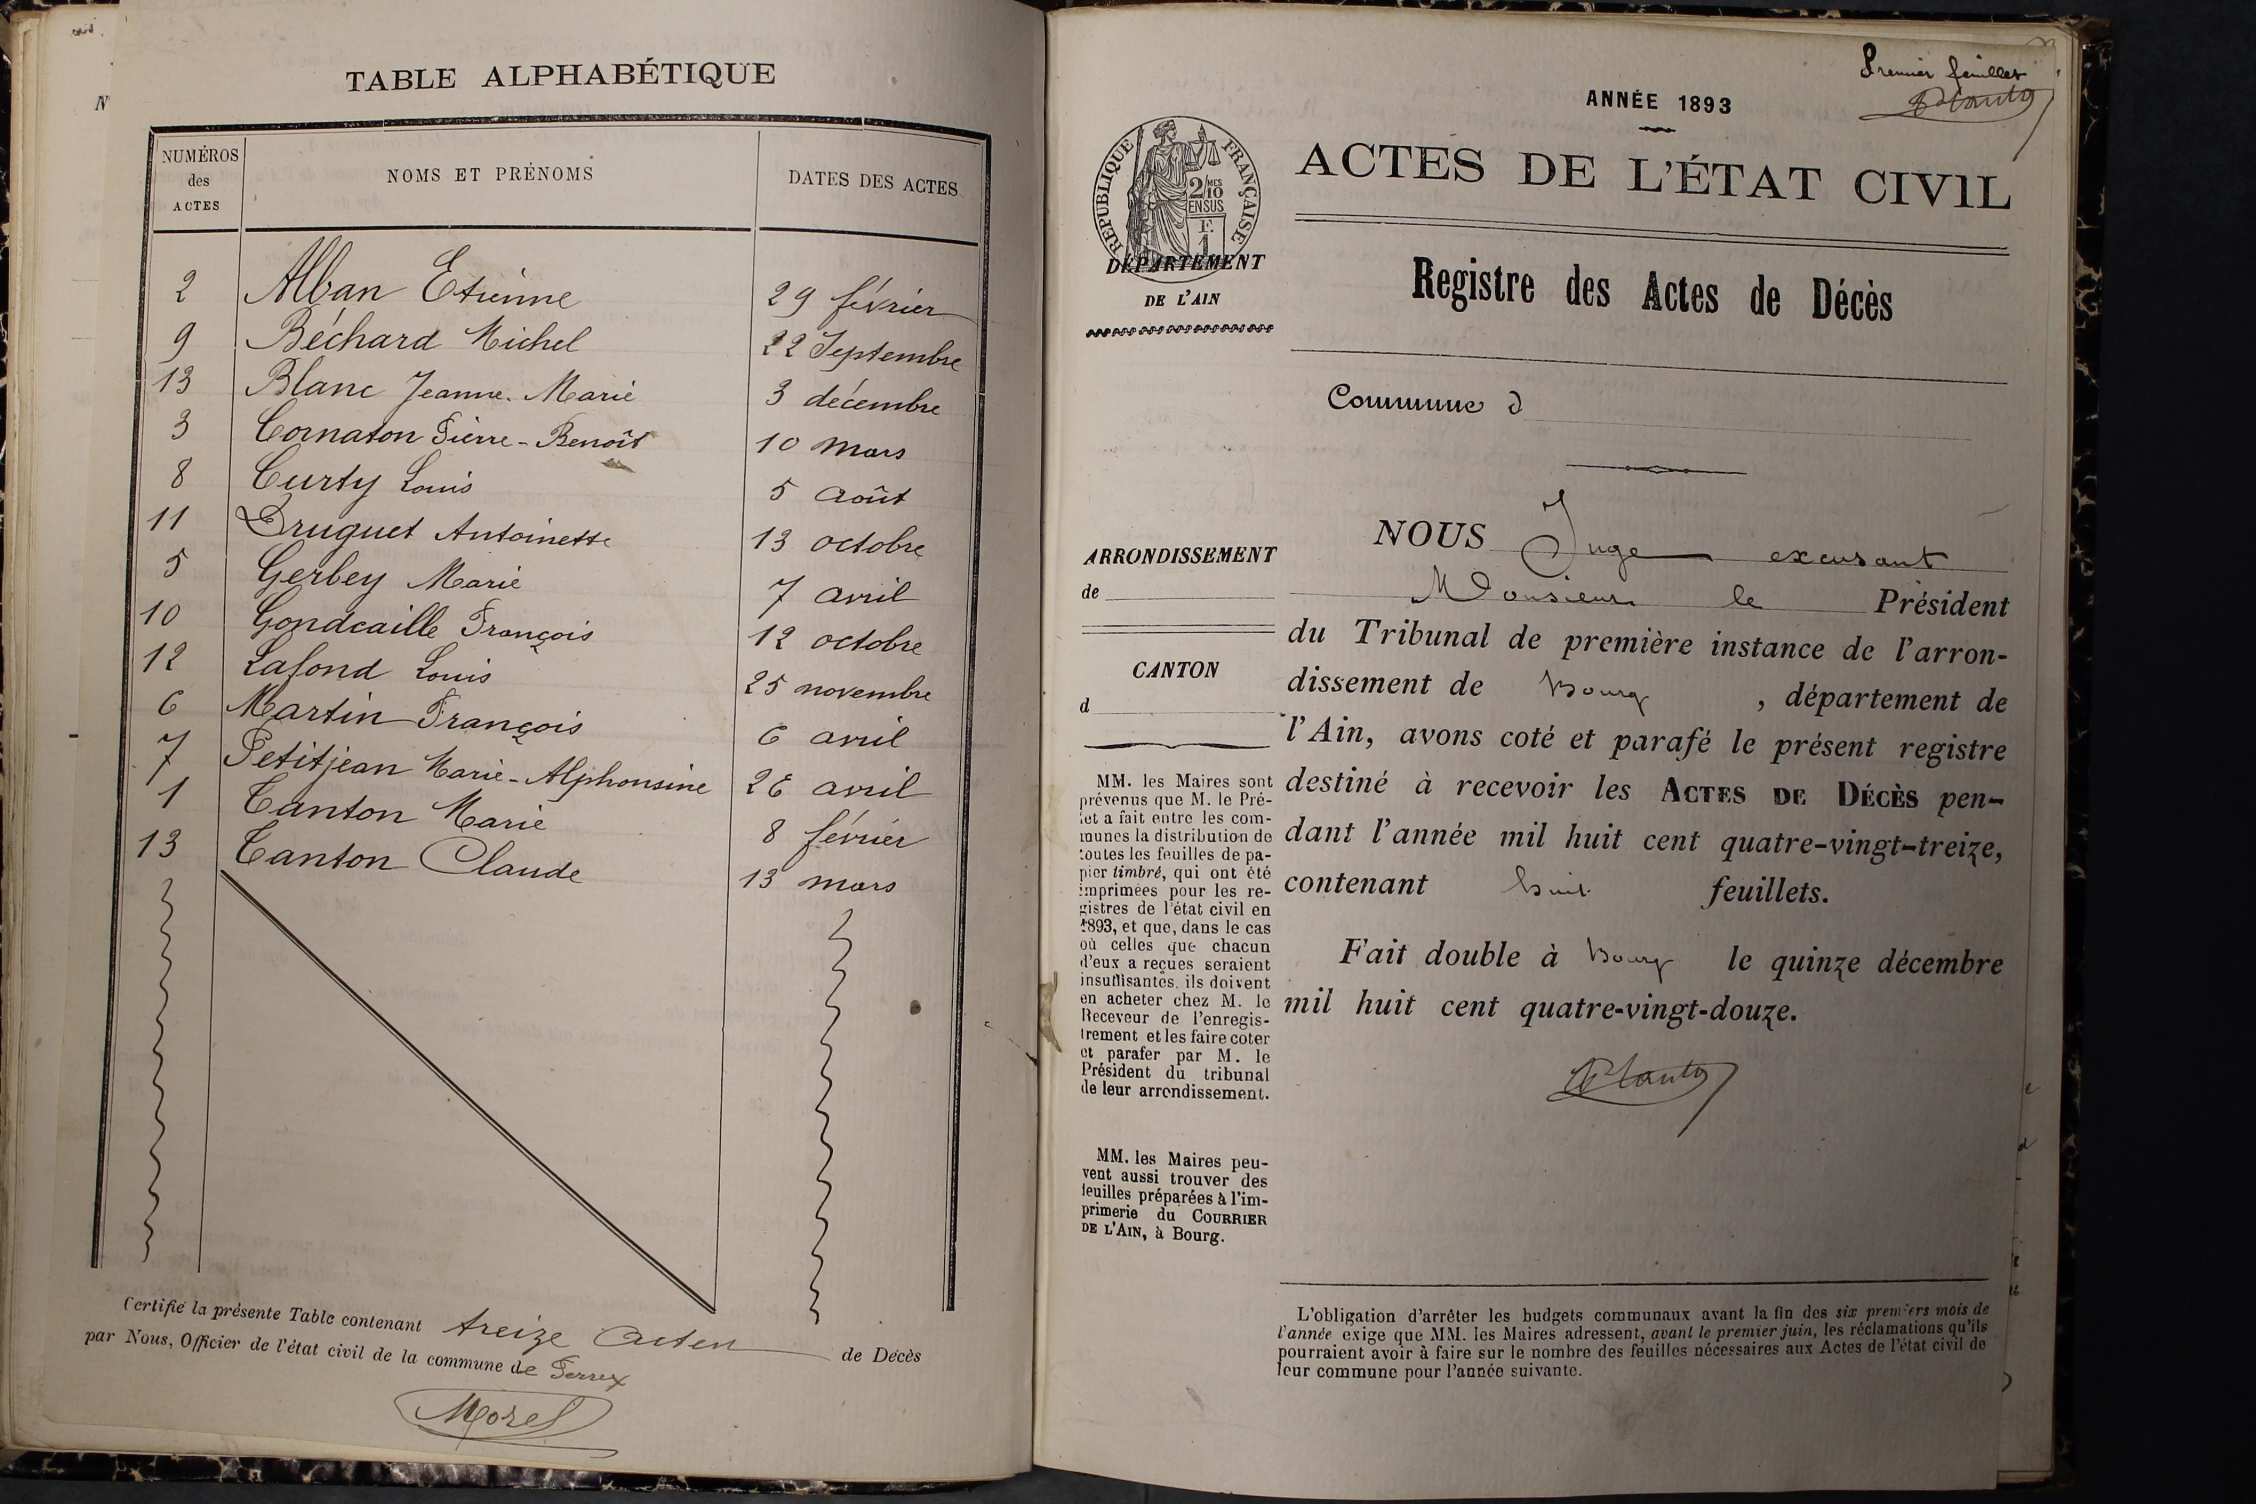 TABLE ALPHABÉTIQUE
N
NUMÉROS des ACTES NOMS ET PRÉNOMS DATES DES ACTES
2 Alban Etienne 29 février
9 Béchard Michel 22 Septembre
13 Blanc Jeanne-Marie 3 décembre
3 Cornaton Pierre-Benoît 10 mars
8 Curty Louis 5 août
11 Druguet Antoinette 13 octobre
5 Gerbey Marie 7 avril
10 Gondcaille François 12 octobre
12 Lafond Louis 25 novembre
6 Martin François 6 avril
7 Petitjean Marie-Alphonsine 26 avril
1 Tanton Marie 8 février
13 Tanton Claude 13 mars
Certifié la présente Table contenant treize actes de Décès
par Nous, Officier de l'état civil de la commune de
Morel
Premier feuillet
ANNÉE 1893
RÉPUBLIQUE FRANÇAISE
2/10 MES
EN SUS
F.
1
ACTES DE L'ÉTAT CIVIL
DÉPARTEMENT
DE L'AIN
Registre des Actes de Décès
Commune d
ARRONDISSEMENT
de
CANTON
d
MM. les Maires sont
prévenus que M. le Pré-
fet a fait entre les com-
munes la distribution de
toutes les feuilles de pa-
pier timbré, qui ont été
imprimées pour les re-
gistres de l'état civil en
1893, et que, dans le cas
où celles que chacun
d'eux a reçues seraient
insuffisantes, ils doivent
en acheter chez M. le
Receveur de l'enregis-
trement et les faire coter
et parafer par M. le
Président du tribunal
de leur arrondissement.
MM. les Maires peu-
vent aussi trouver des
feuilles préparées à l'im-
primerie du COURRIER
DE L'AIN, à Bourg.
NOUS Juge excusant
Monsieur le Président
du Tribunal de première instance de l'arron-
dissement de Bourg, département de
l'Ain, avons coté et parafé le présent registre
destiné à recevoir les ACTES DE DÉCÈS pen-
dant l'année mil huit cent quatre-vingt-treize,
contenant huit feuillets.
Fait double à Bourg le quinze décembre
mil huit cent quatre-vingt-douze.
L'obligation d'arrêter les budgets communaux avant la fin des six premiers mois de
l'année exige que MM. les Maires adressent, avant le premier juin, les réclamations qu'ils
pourraient avoir à faire sur le nombre des feuilles nécessaires aux Actes de l'état civil de
leur commune pour l'année suivante.